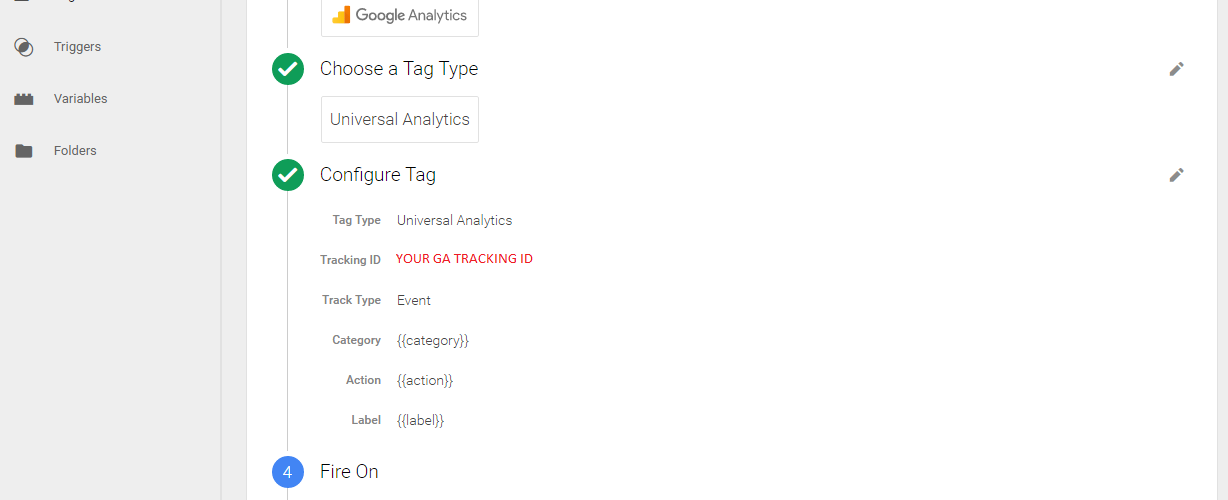 Google Analytics
Triggers
Choose a Tag Type
Variables
Universal Analytics
Folders
Configure Tag
Tag Type Universal Analytics
Tracking ID YOUR GA TRACKING ID
Track Type Event
Category {{category}}
Action {{action}}
Label {{label}}
4 Fire On